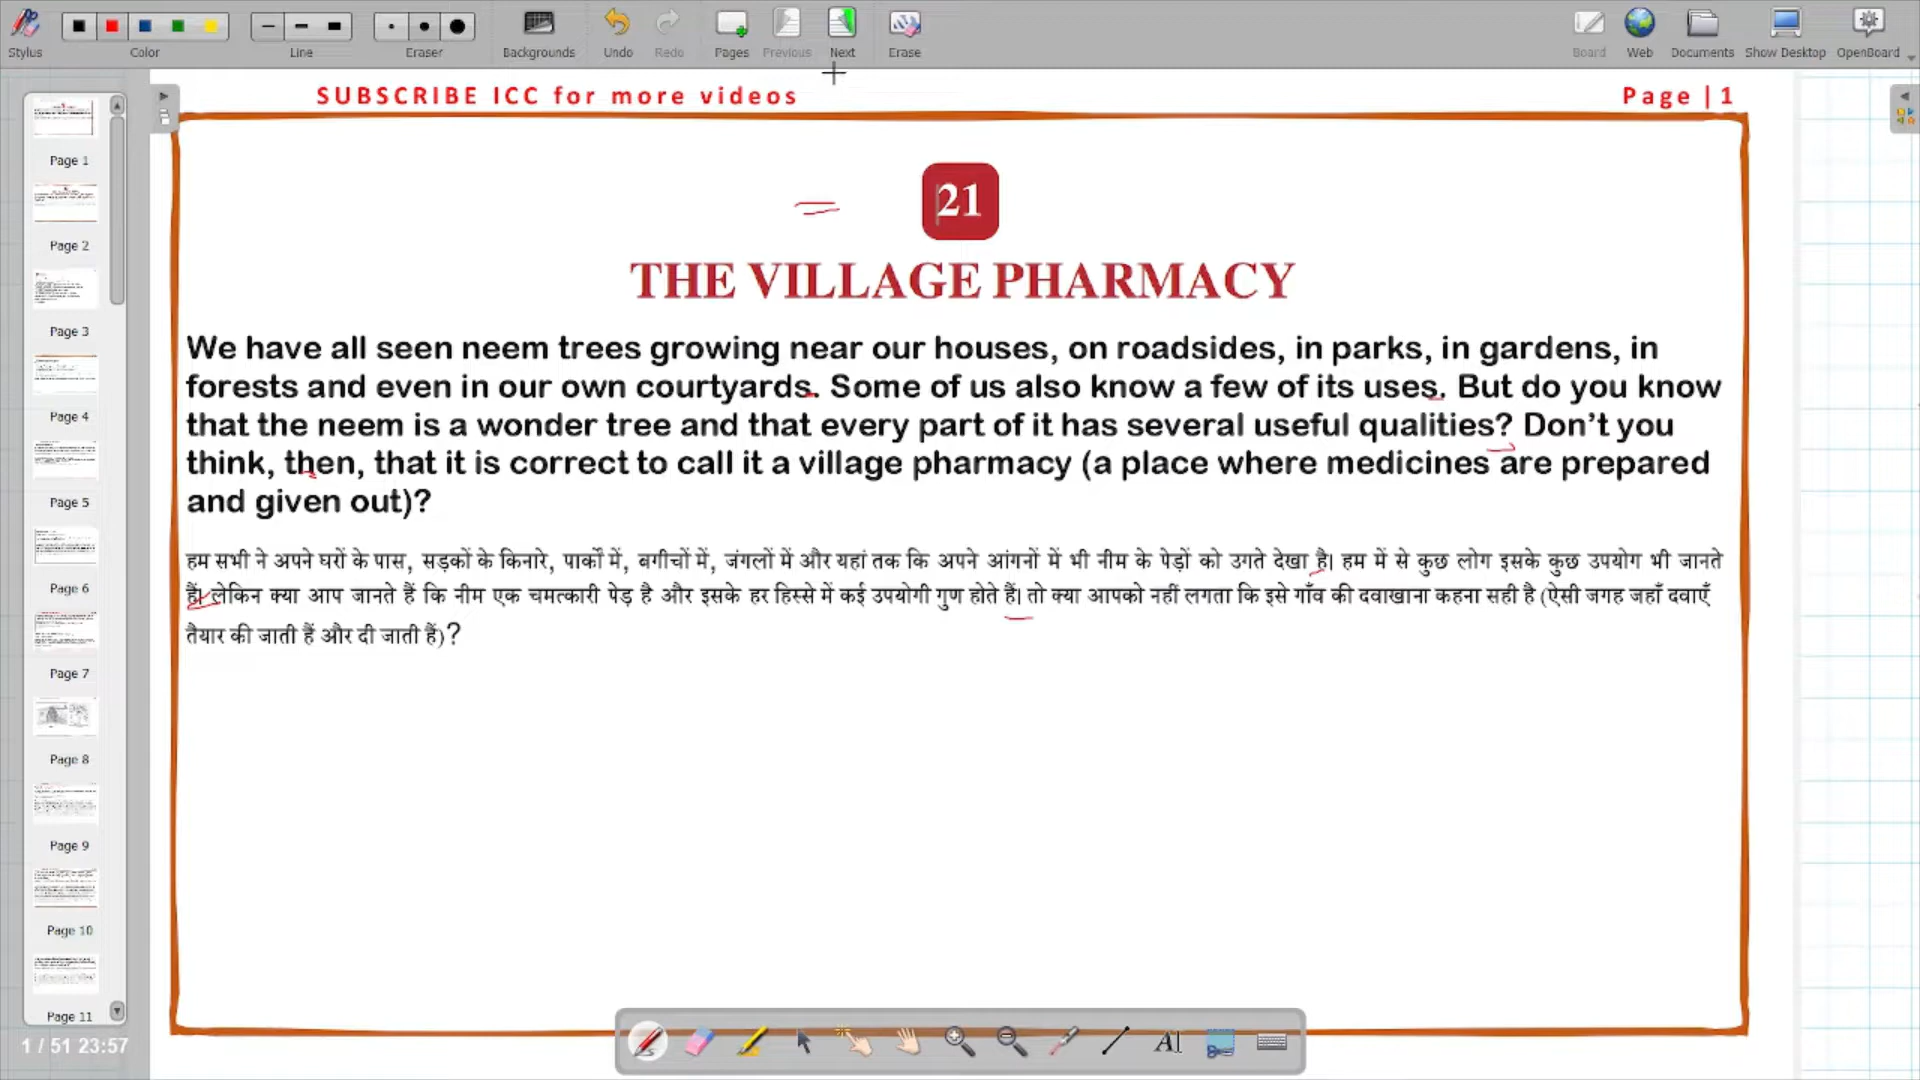 Stylus Color Line Eraser Backgrounds Undo Redo Pages Previous Next Erase Board Web Documents Show Desktop OpenBoard
SUBSCRIBE ICC for more videos
Page | 1
21
THE VILLAGE PHARMACY
We have all seen neem trees growing near our houses, on roadsides, in parks, in gardens, in
forests and even in our own courtyards. Some of us also know a few of its uses. But do you know
that the neem is a wonder tree and that every part of it has several useful qualities? Don't you
think, then, that it is correct to call it a village pharmacy (a place where medicines are prepared
and given out)?
हम सभी ने अपने घरों के पास, सड़कों के किनारे, पार्कों में, बगीचों में, जंगलों में और यहां तक कि अपने आंगनों में भी नीम के पेड़ों को उगते देखा है। हम में से कुछ लोग इसके कुछ उपयोग भी जानते
हैं। लेकिन क्या आप जानते हैं कि नीम एक चमत्कारी पेड़ है और इसके हर हिस्से में कई उपयोगी गुण होते हैं। तो क्या आपको नहीं लगता कि इसे गाँव की दवाखाना कहना सही है (ऐसी जगह जहाँ दवाएँ
तैयार की जाती हैं और दी जाती हैं)?
Page 1
Page 2
Page 3
Page 4
Page 5
Page 6
Page 7
Page 8
Page 9
Page 10
Page 11
1 / 51 23:57